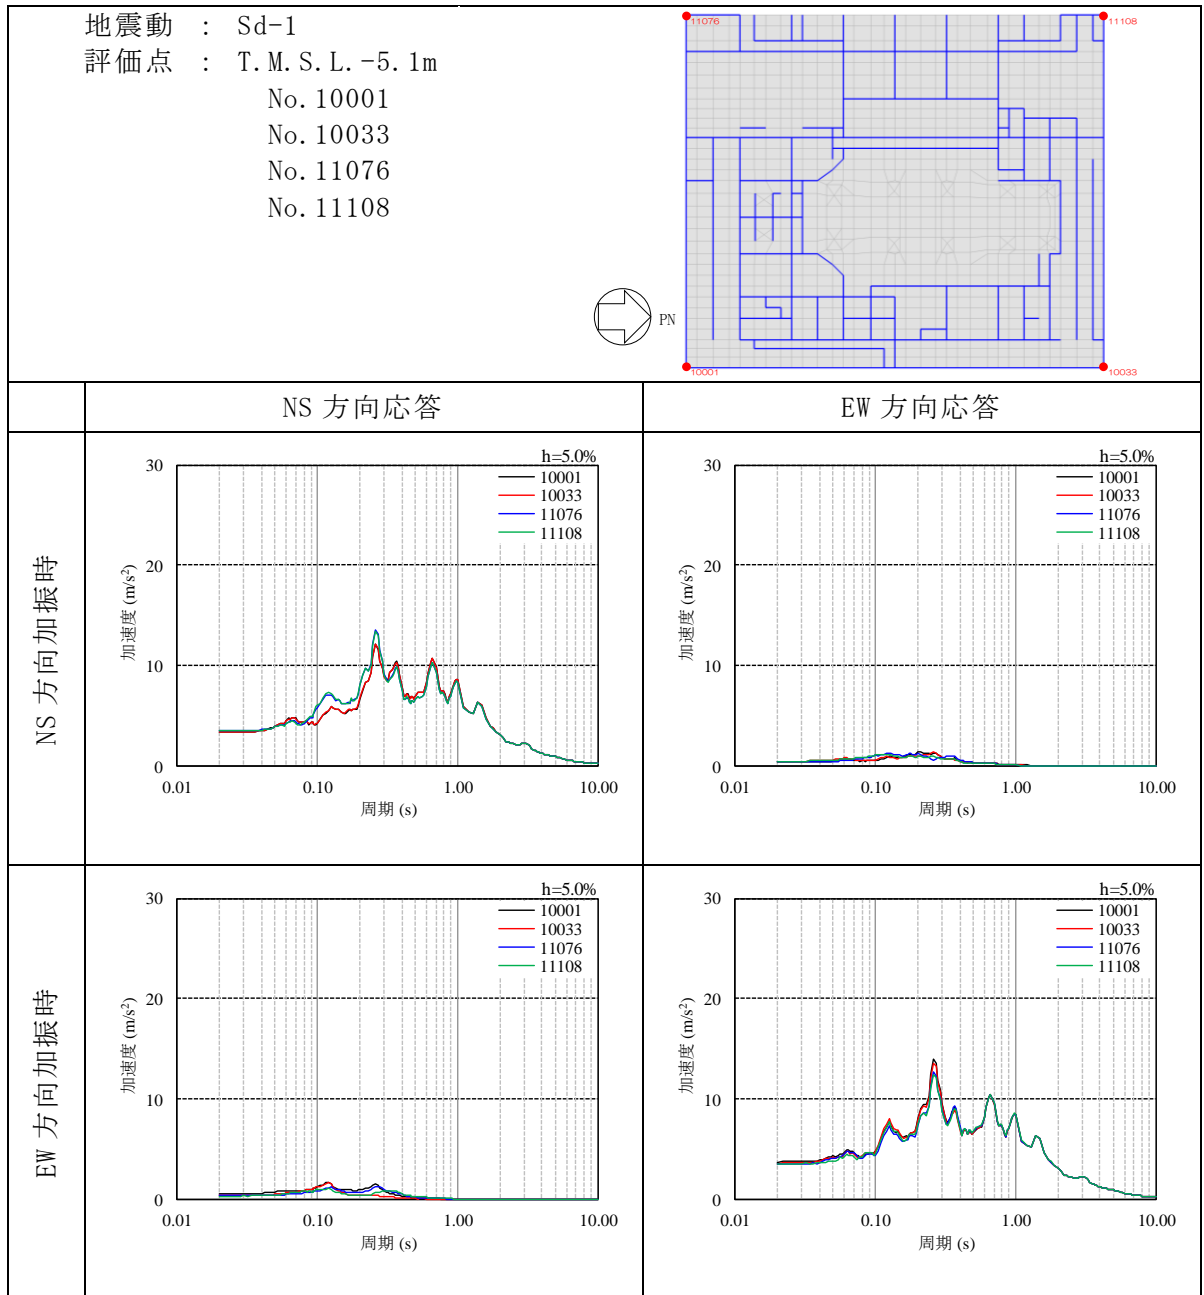 地震動 : Sd-1
評価点 : T.M.S.L.-5.1m
No.10001
No.10033
No.11076
No.11108
11076
11108
PN
10001
10033
NS 方向応答
EW 方向応答
NS 方向加振時
h=5.0%
10001
10033
11076
11108
30
20
10
0
加速度 (m/s²)
0.01
0.10
1.00
10.00
周期 (s)
h=5.0%
10001
10033
11076
11108
30
20
10
0
加速度 (m/s²)
0.01
0.10
1.00
10.00
周期 (s)
EW 方向加振時
h=5.0%
10001
10033
11076
11108
30
20
10
0
加速度 (m/s²)
0.01
0.10
1.00
10.00
周期 (s)
h=5.0%
10001
10033
11076
11108
30
20
10
0
加速度 (m/s²)
0.01
0.10
1.00
10.00
周期 (s)